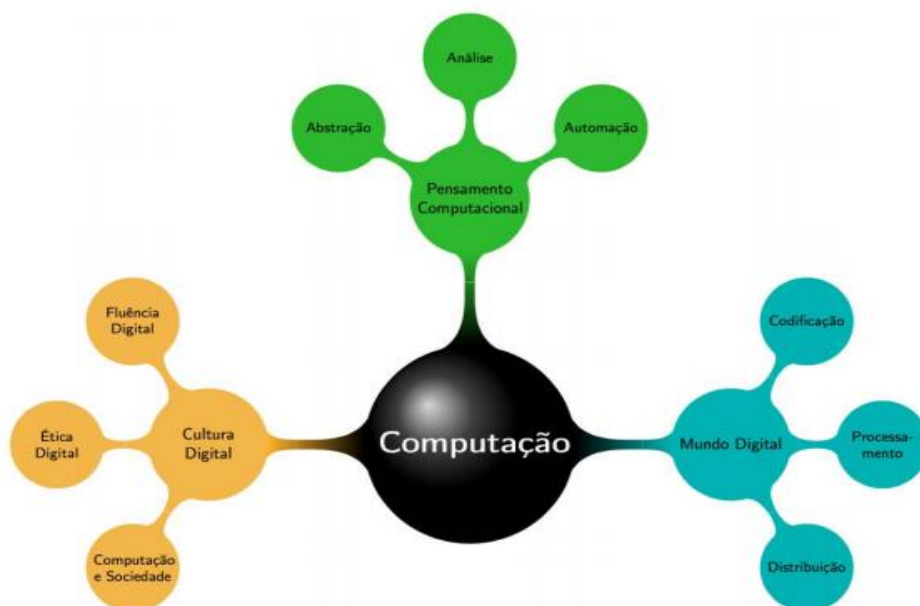 Análise
Abstração
Automação
Pensamento
Computacional
Fluência
Digital
Codificação
Ética
Digital
Cultura
Digital
Computação
Mundo Digital
Processa-
mento
Computação
e Sociedade
Distribuição